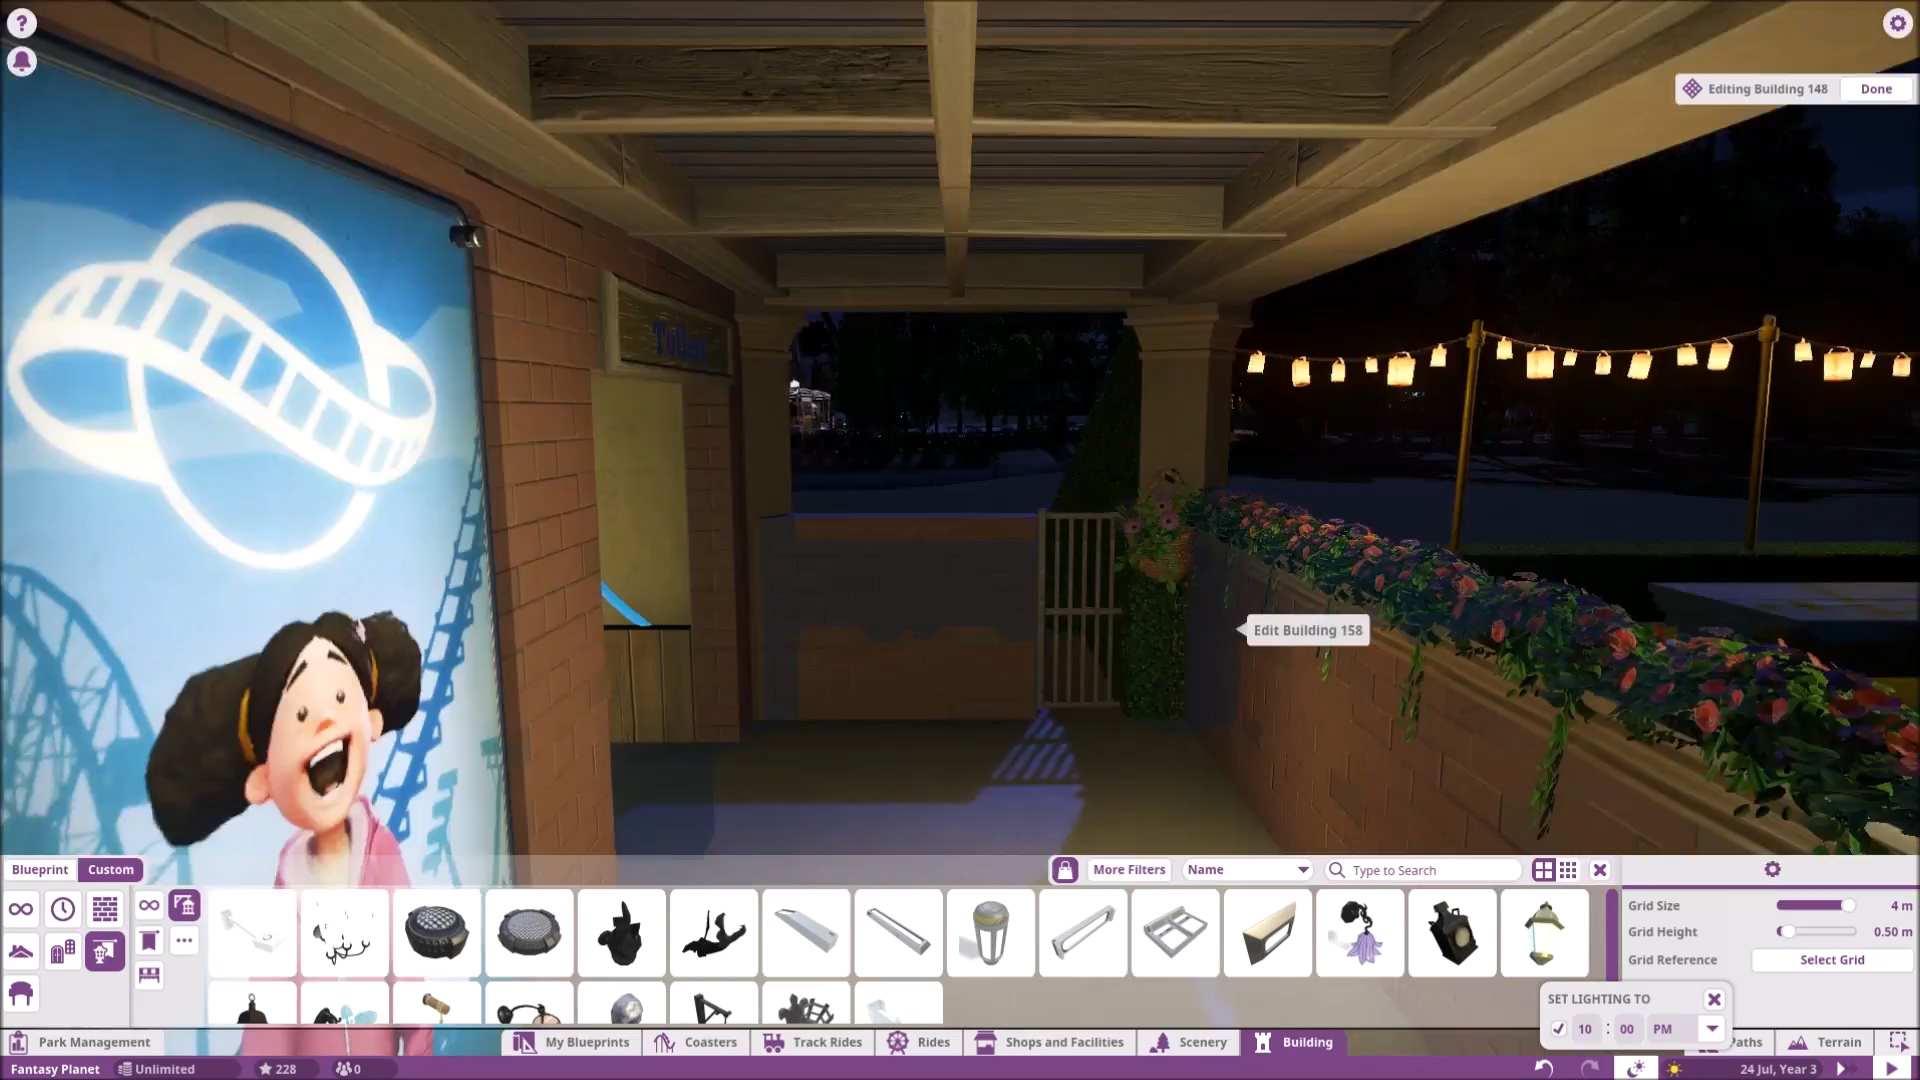 ?
Editing Building 148
Done
Edit Building 158
Blueprint
Custom
More Filters
Name
Type to Search
Grid Size
4 m
Grid Height
0.50 m
Grid Reference
Select Grid
SET LIGHTING TO
10 : 00 PM
Park Management
My Blueprints
Coasters
Track Rides
Rides
Shops and Facilities
Scenery
Building
Terrain
Fantasy Planet
Unlimited
228
0
24 Jul, Year 3